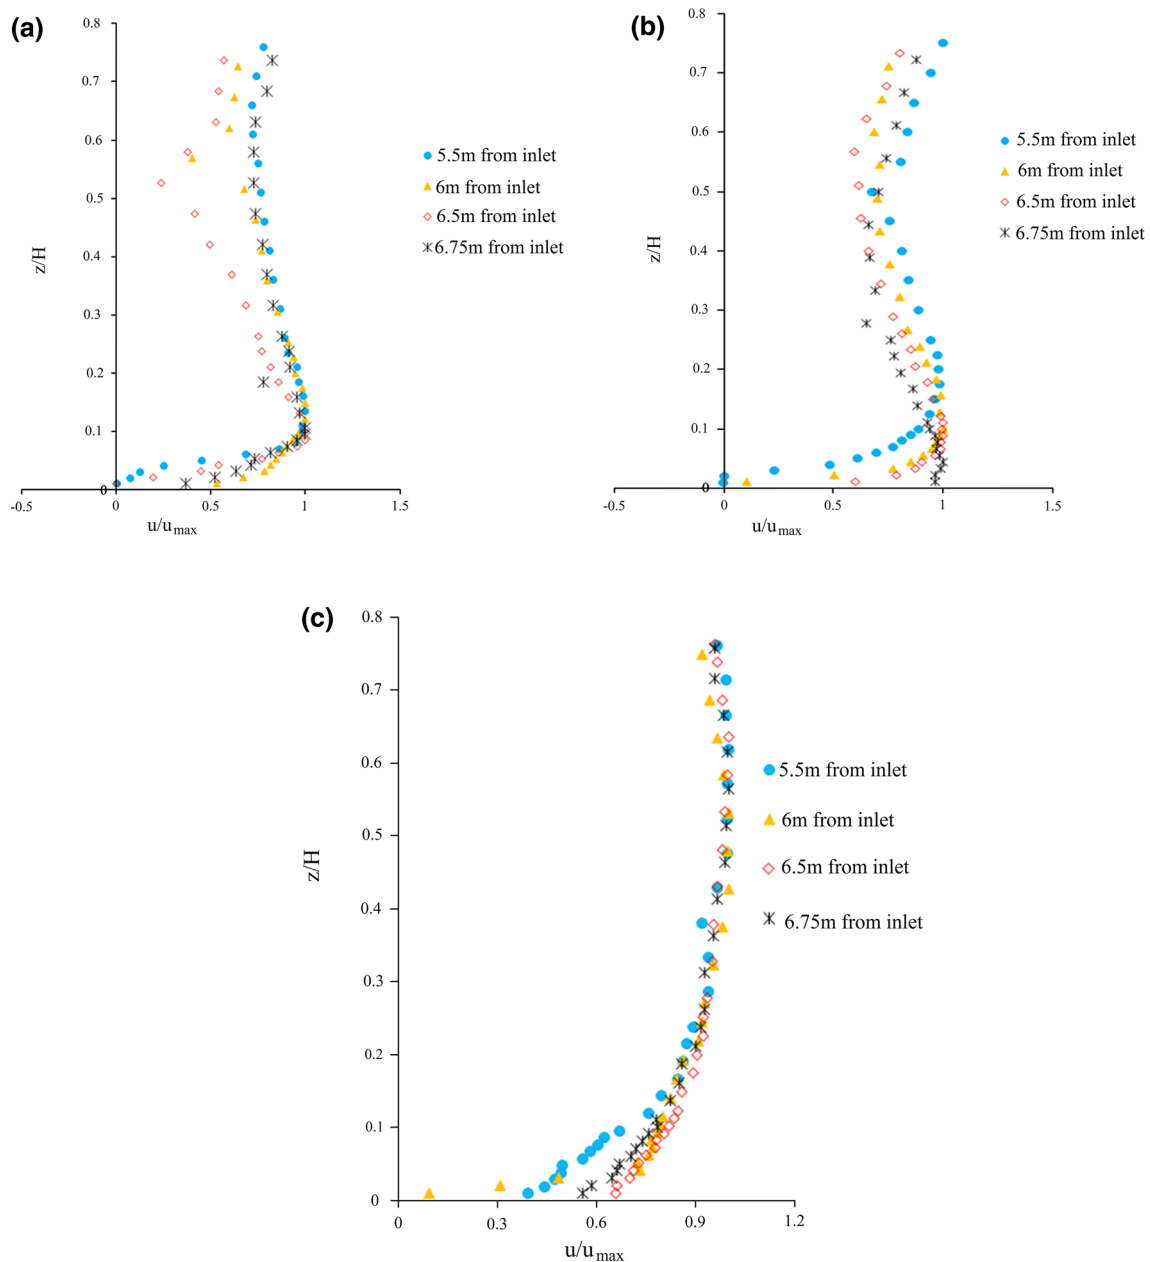 (a)
0.8
0.7
0.6
0.5
0.4
0.3
0.2
0.1
0
-0.5
0
0.5
1
1.5
z/H
u/umax
5.5m from inlet
6m from inlet
6.5m from inlet
6.75m from inlet
(b)
0.8
0.7
0.6
0.5
0.4
0.3
0.2
0.1
0
-0.5
0
0.5
1
1.5
z/H
u/umax
5.5m from inlet
6m from inlet
6.5m from inlet
6.75m from inlet
(c)
0.8
0.7
0.6
0.5
0.4
0.3
0.2
0.1
0
0
0.3
0.6
0.9
1.2
z/H
u/umax
5.5m from inlet
6m from inlet
6.5m from inlet
6.75m from inlet